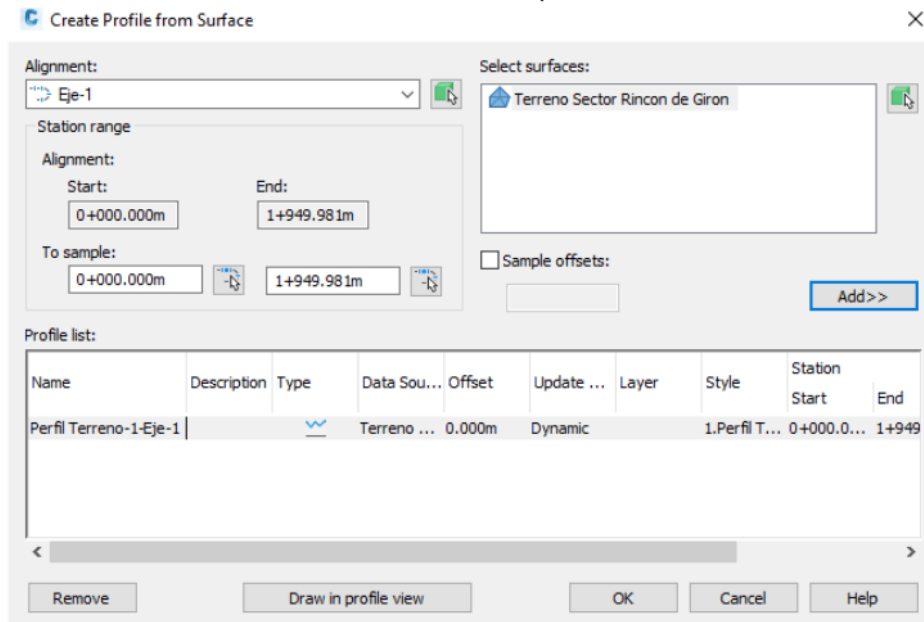 Create Profile from Surface
Alignment:
Eje-1
Select surfaces:
Terreno Sector Rincon de Giron
Station range
Alignment:
Start: End:
0+000.000m 1+949.981m
To sample:
0+000.000m 1+949.981m
Sample offsets:
Add>>
Profile list:
Name Description Type Data Sou... Offset Update ... Layer Style Station
Start End
Perfil Terreno-1-Eje-1 Terreno ... 0.000m Dynamic 1.Perfil T... 0+000.0... 1+949
Remove Draw in profile view OK Cancel Help